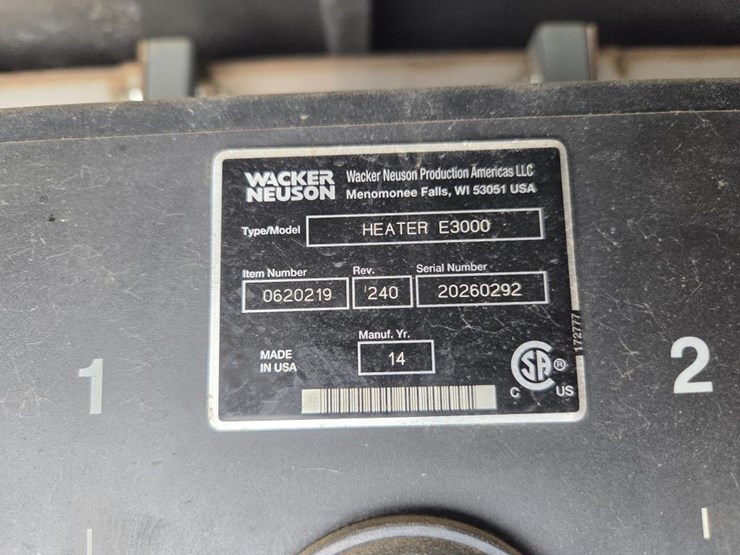 WACKER NEUSON
Wacker Neuson Production Americas LLC
Menomonee Falls, WI 53051 USA
Type/Model HEATER E3000
Item Number Rev. Serial Number
0620219 240 20260292
Manuf. Yr.
MADE IN USA
14
CSA ®
C US
172777
1 2